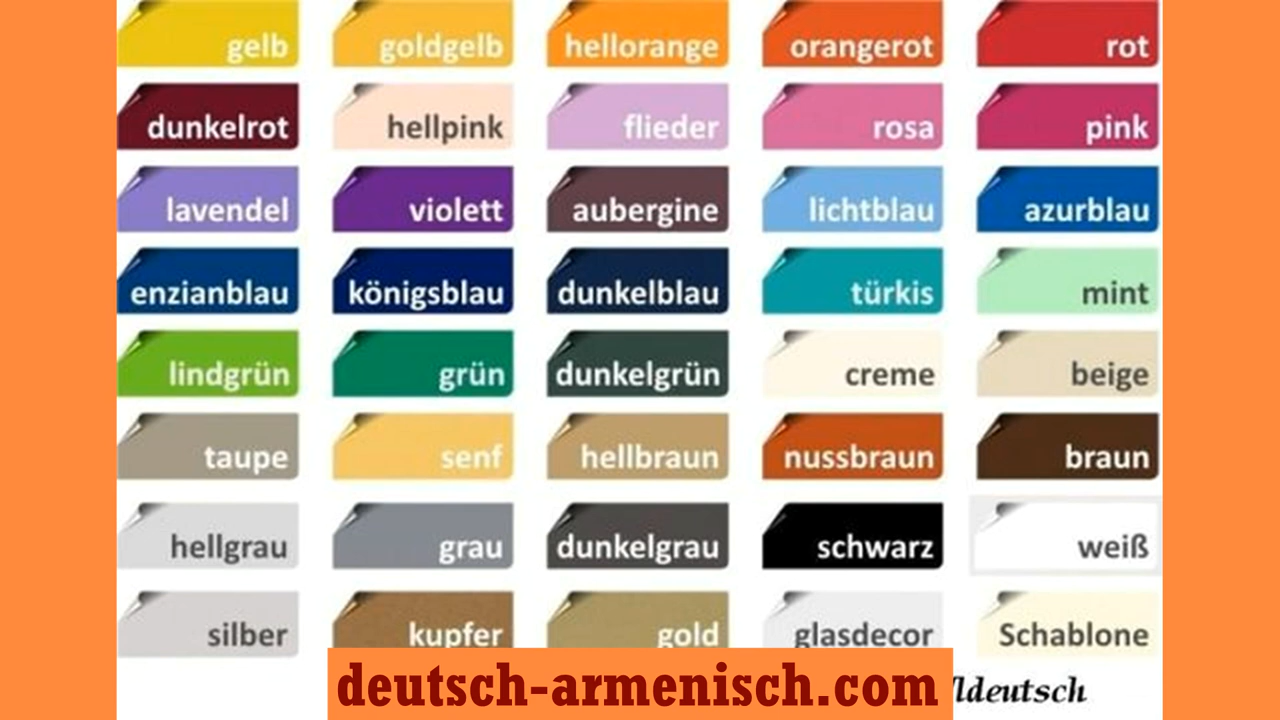 gelb goldgelb hellorange orangerot rot
dunkelrot hellpink flieder rosa pink
lavendel violett aubergine lichtblau azurblau
enzianblau königsblau dunkelblau türkis mint
lindgrün grün dunkelgrün creme beige
taupe senf hellbraun nussbraun braun
hellgrau grau dunkelgrau schwarz weiß
silber kupfer gold glasdecor Schablone
deutsch-armenisch.com